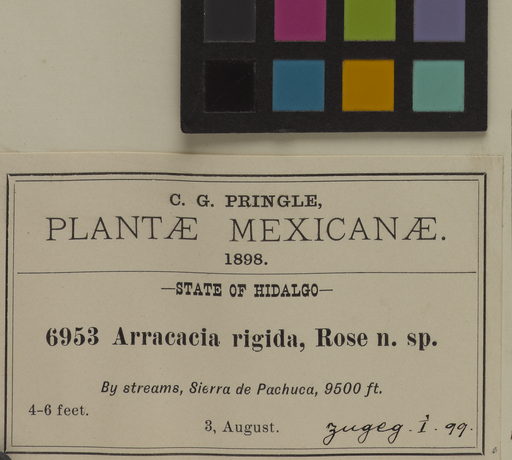 C. G. PRINGLE,
PLANTÆ MEXICANÆ.
1898.
—STATE OF HIDALGO—
6953 Arracacia rigida, Rose n. sp.
By streams, Sierra de Pachuca, 9500 ft.
4-6 feet.
3, August.
zugeg. I. 99.